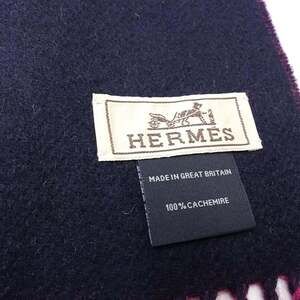 HERMES
MADE IN GREAT BRITAIN
100% CACHEMIRE